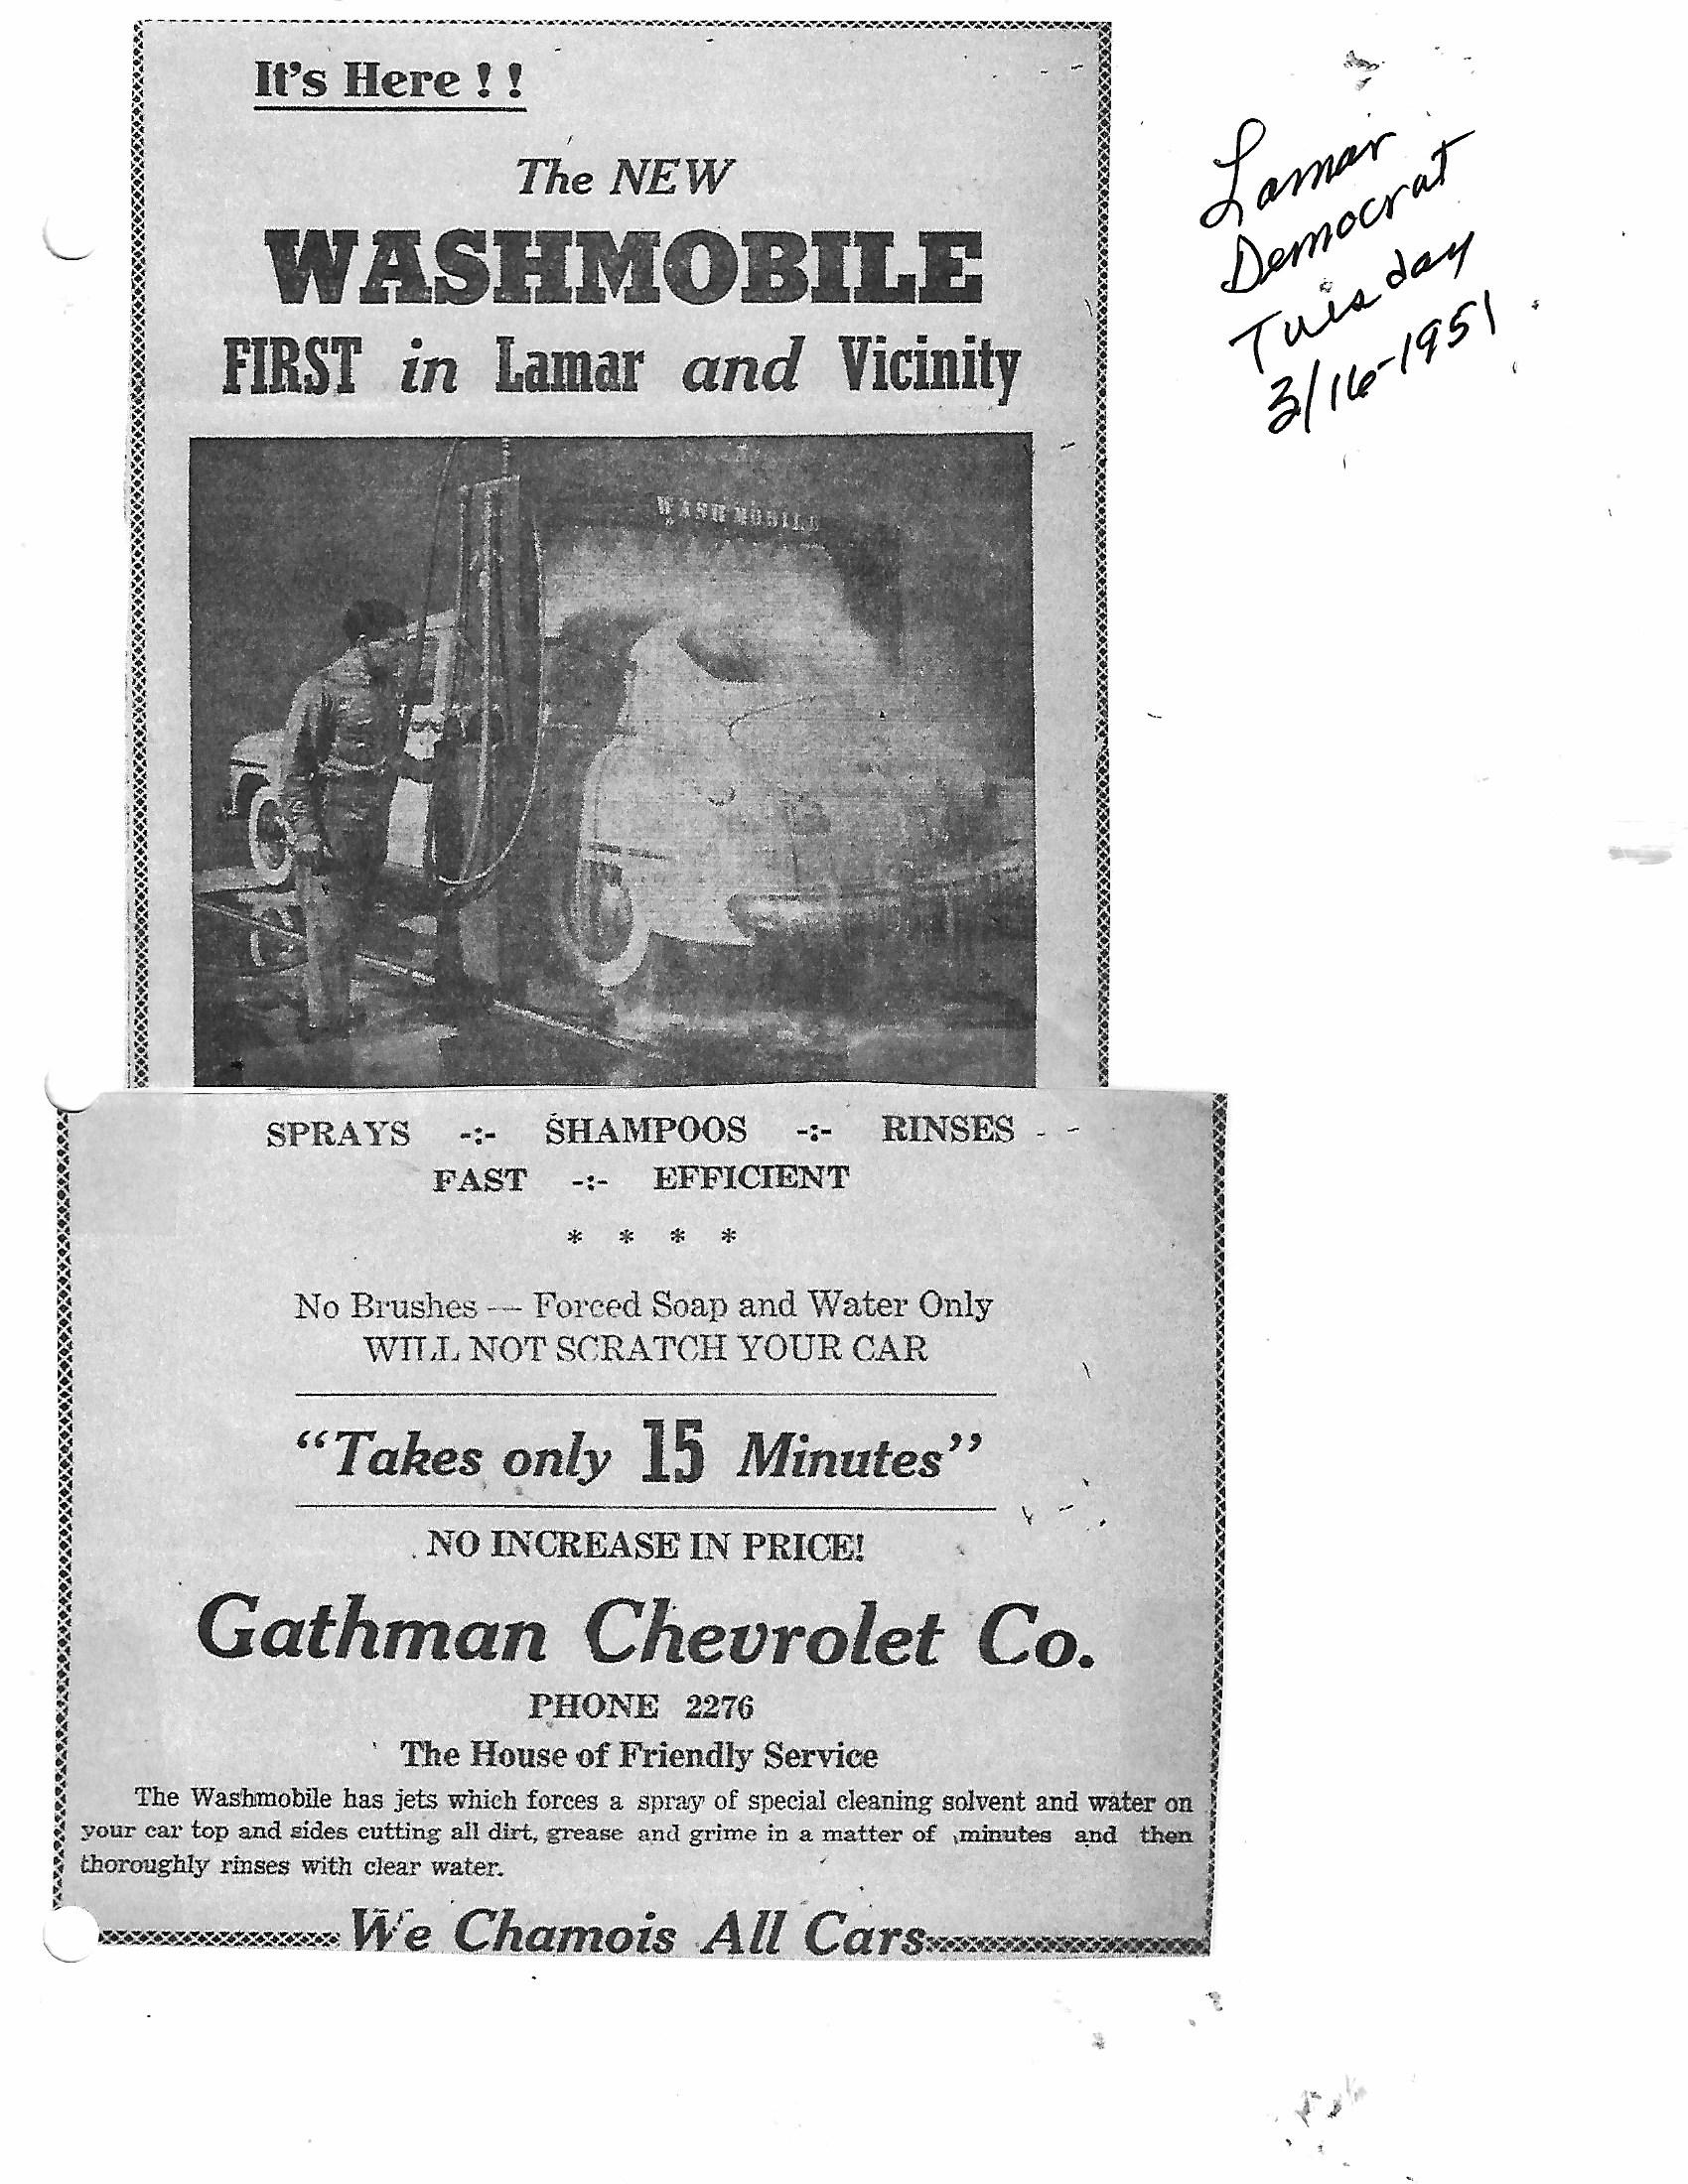 It's Here ! !
The NEW
WASHMOBILE
FIRST in Lamar and Vicinity
WASHMOBILE
Lamar
Democrat
Tuesday
3/16-1951
SPRAYS -:- SHAMPOOS -:- RINSES
FAST -:- EFFICIENT
* * * *
No Brushes — Forced Soap and Water Only
WILL NOT SCRATCH YOUR CAR
"Takes only 15 Minutes"
NO INCREASE IN PRICE!
Gathman Chevrolet Co.
PHONE 2276
The House of Friendly Service
The Washmobile has jets which forces a spray of special cleaning solvent and water on
your car top and sides cutting all dirt, grease and grime in a matter of minutes and then
thoroughly rinses with clear water.
We Chamois All Cars